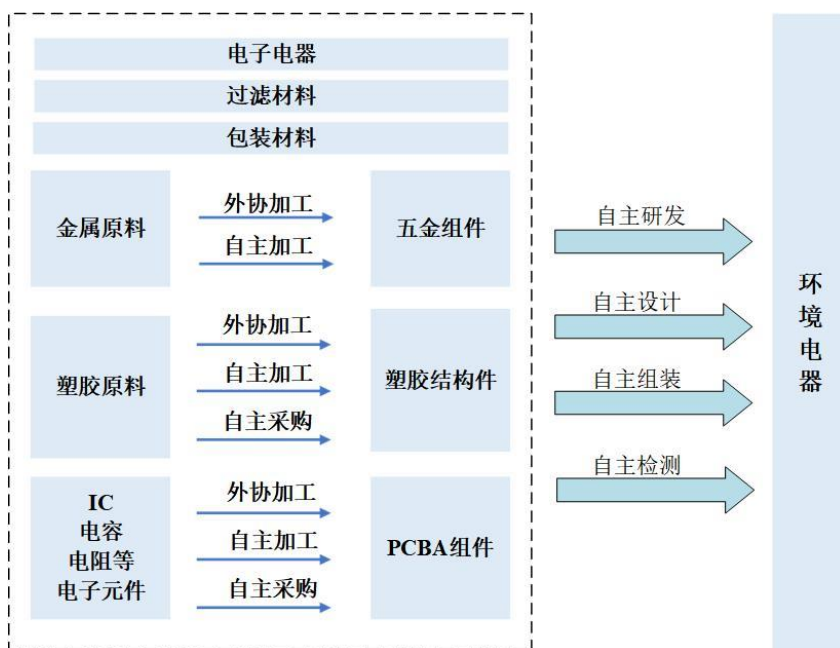 电子电器
过滤材料
包装材料
金属原料
外协加工
自主加工
五金组件
塑胶原料
外协加工
自主加工
自主采购
塑胶结构件
IC
电容
电阻等
电子元件
外协加工
自主加工
自主采购
PCBA组件
自主研发
自主设计
自主组装
自主检测
环
境
电
器